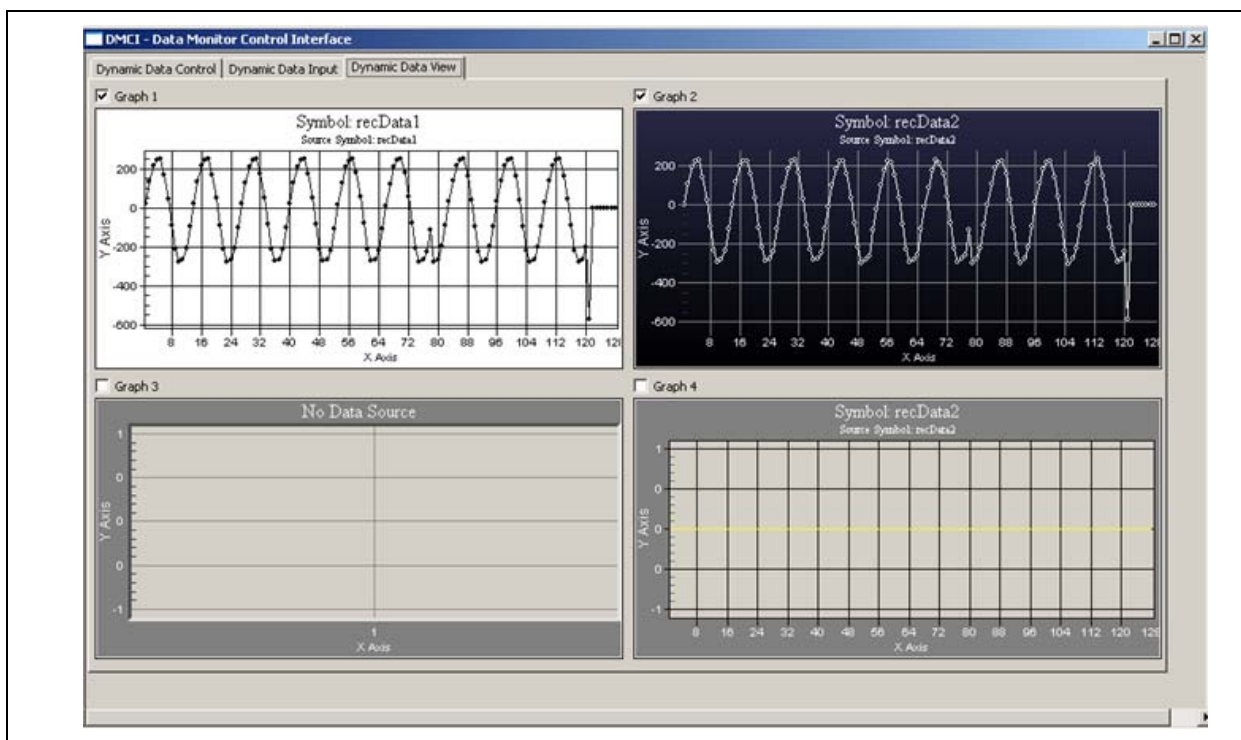 DMCI - Data Monitor Control Interface
Dynamic Data Control Dynamic Data Input Dynamic Data View
Graph 1
Symbol: recData1
Source Symbol: recData1
200
0
-200
-400
-600
Y Axis
8 16 24 32 40 48 56 64 72 80 88 96 104 112 120 128
X Axis
Graph 2
Symbol: recData2
Source Symbol: recData2
200
0
-200
-400
-600
Y Axis
8 16 24 32 40 48 56 64 72 80 88 96 104 112 120 128
X Axis
Graph 3
No Data Source
1
0
0
0
-1
Y Axis
1
X Axis
Graph 4
Symbol: recData2
Source Symbol: recData2
1
0
0
0
-1
Y Axis
8 16 24 32 40 48 56 64 72 80 88 96 104 112 120 128
X Axis